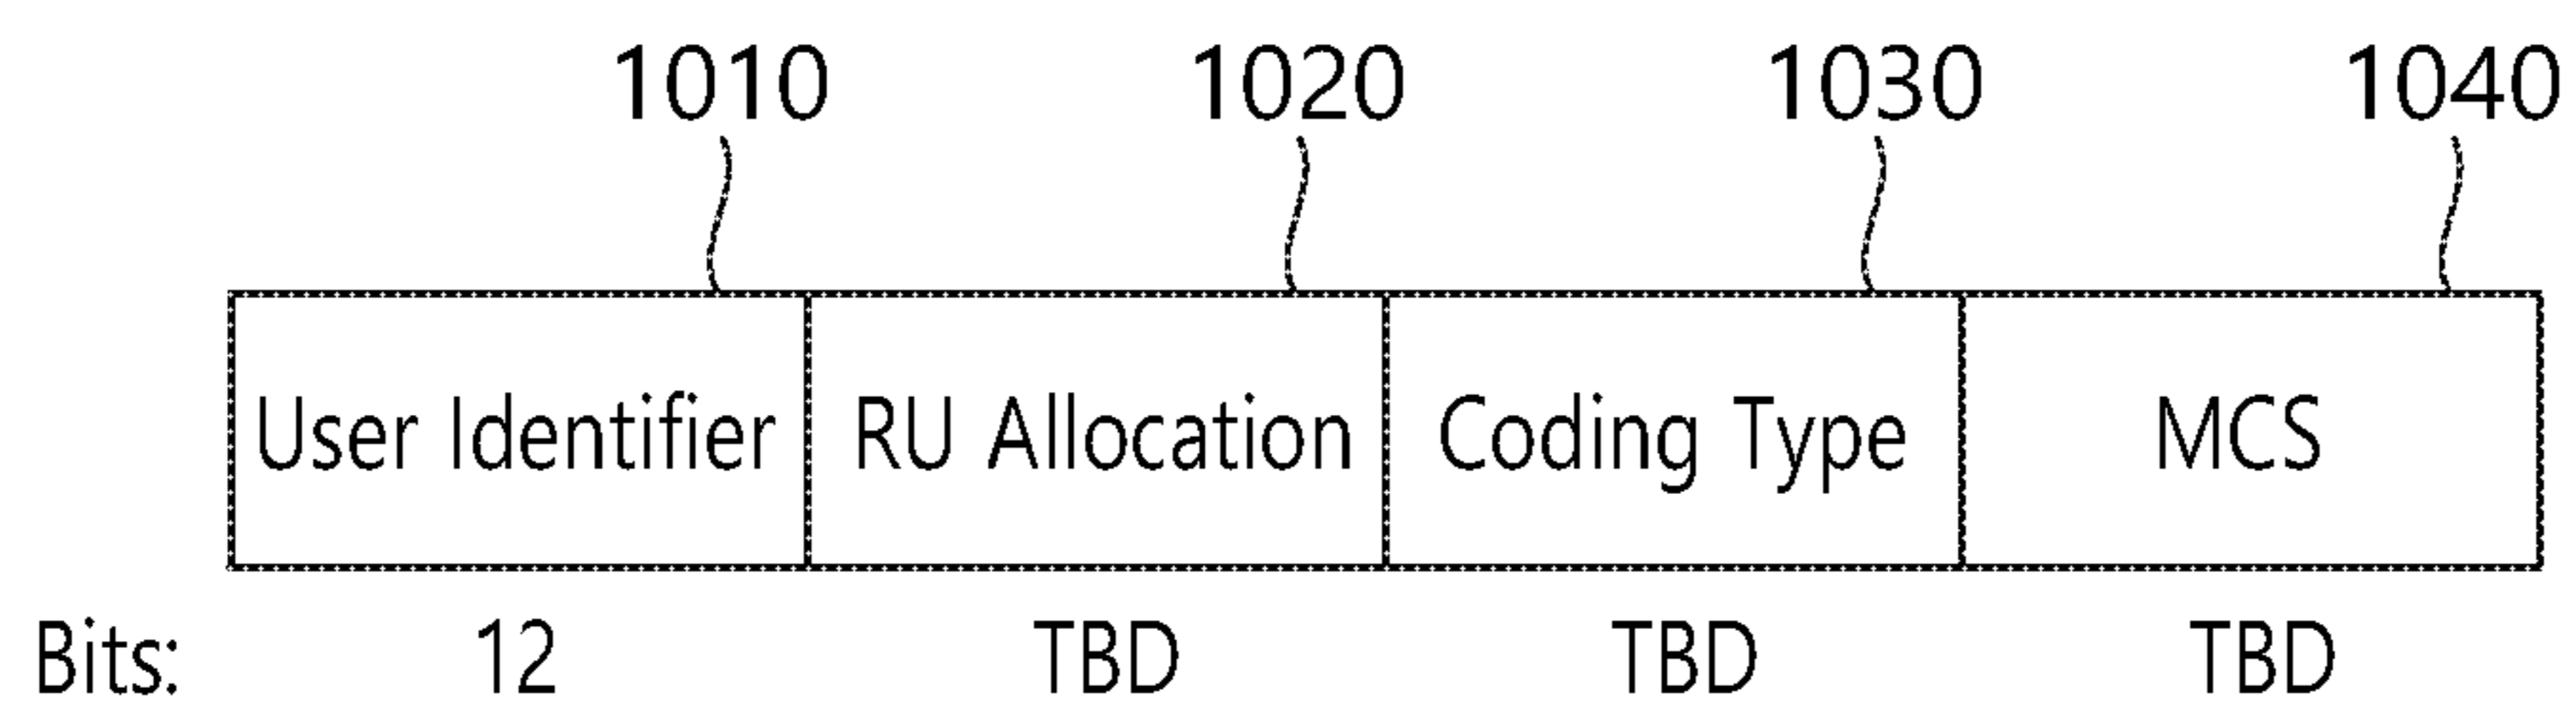 1010 1020 1030 1040
User Identifier RU Allocation Coding Type MCS
Bits: 12 TBD TBD TBD